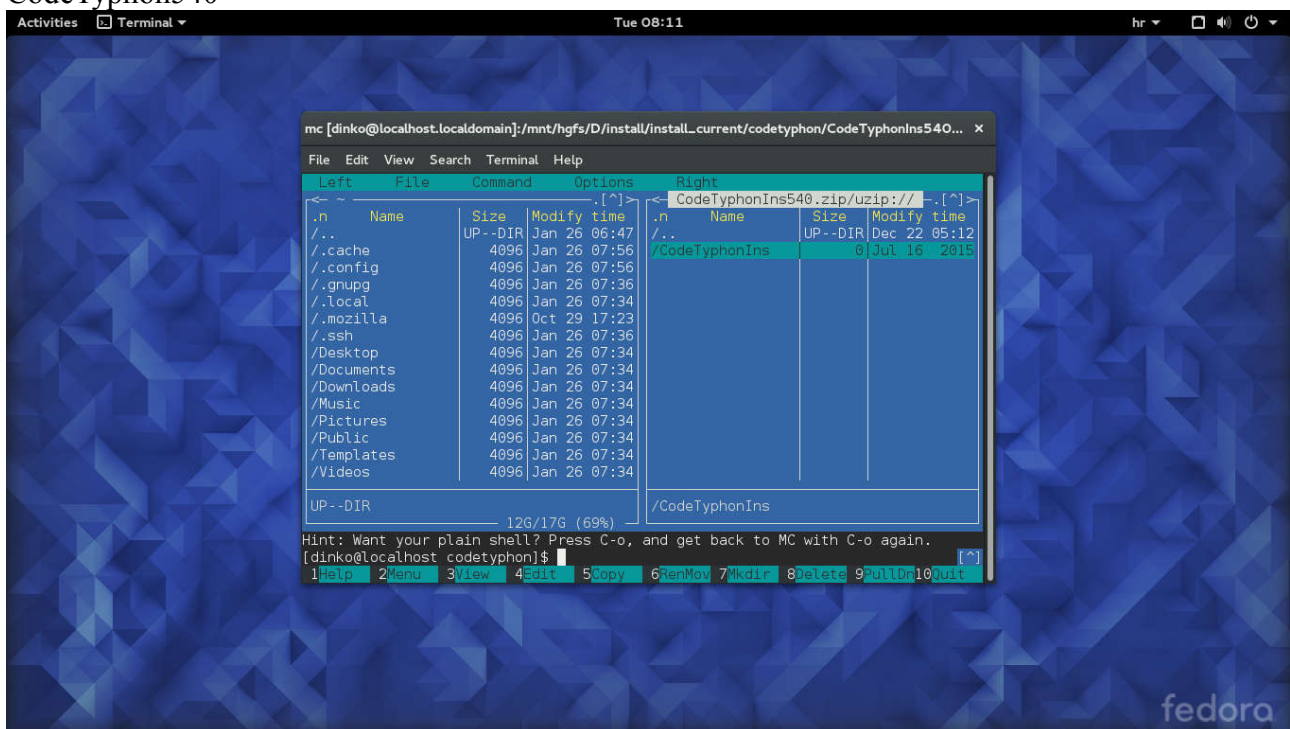 CodeTyphon540
Activities Terminal Tue 08:11 hr
mc [dinko@localhost.localdomain]:/mnt/hgfs/D/install/install_current/codetyphon/CodeTyphonIns540... ×
File Edit View Search Terminal Help
Left File Command Options Right
<- ~ .[^]> <- CodeTyphonIns540.zip/uzip:// .[^]>
.n Name Size Modify time .n Name Size Modify time
/.. UP--DIR Jan 26 06:47 /.. UP--DIR Dec 22 05:12
/.cache 4096 Jan 26 07:56 /CodeTyphonIns 0 Jul 16 2015
/.config 4096 Jan 26 07:56
/.gnupg 4096 Jan 26 07:36
/.local 4096 Jan 26 07:34
/.mozilla 4096 Oct 29 17:23
/.ssh 4096 Jan 26 07:36
/Desktop 4096 Jan 26 07:34
/Documents 4096 Jan 26 07:34
/Downloads 4096 Jan 26 07:34
/Music 4096 Jan 26 07:34
/Pictures 4096 Jan 26 07:34
/Public 4096 Jan 26 07:34
/Templates 4096 Jan 26 07:34
/Videos 4096 Jan 26 07:34
UP--DIR /CodeTyphonIns
12G/17G (69%)
Hint: Want your plain shell? Press C-o, and get back to MC with C-o again.
[dinko@localhost codetyphon]$ [^]
1Help 2Menu 3View 4Edit 5Copy 6RenMov 7Mkdir 8Delete 9PullDn 10Quit
fedora